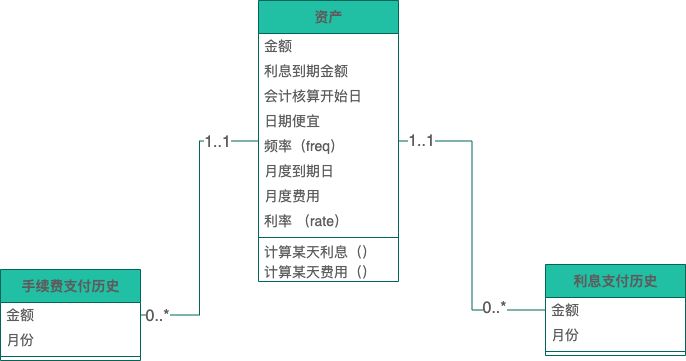 资产
金额
利息到期金额
会计核算开始日
日期便宜
频率（freq）
月度到期日
月度费用
利率 （rate）
计算某天利息（）
计算某天费用（）
1..1
1..1
手续费支付历史
金额
月份
0..*
利息支付历史
金额
月份
0..*